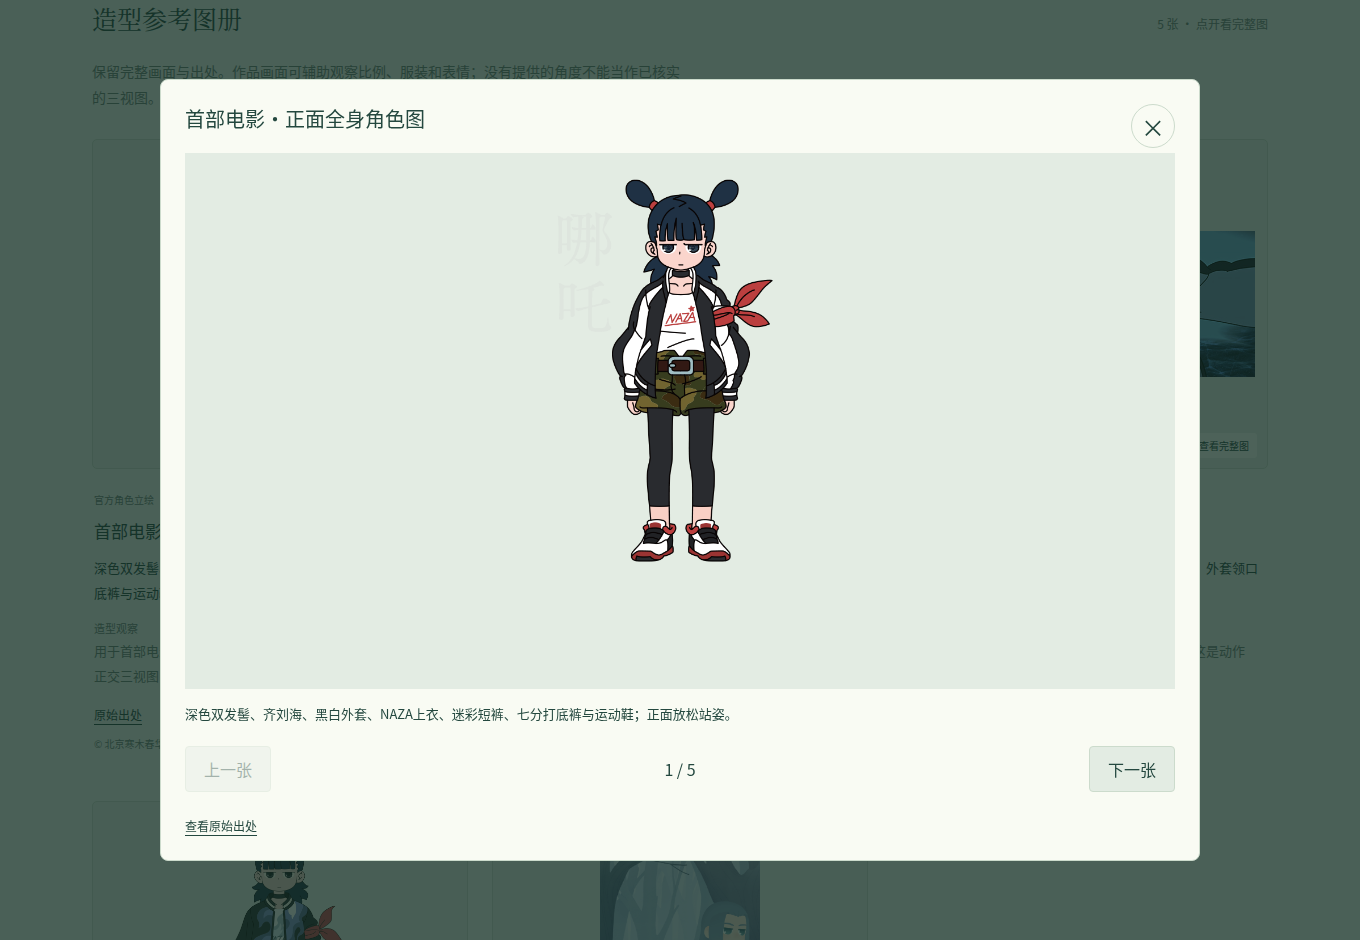 造型参考图册
5 张 · 点开看完整图
保留完整画面与出处。作品画面可辅助观察比例、服装和表情；没有提供的角度不能当作已核实
的三视图。
首部电影·正面全身角色图
哪
吒
NAZA
查看完整图
官方角色立绘
首部电影
深色双发髻
外套领口
底裤与运动
造型观察
用于首部电
这是动作
正交三视图
原始出处
© 北京寒木春华
深色双发髻、齐刘海、黑白外套、NAZA上衣、迷彩短裤、七分打底裤与运动鞋；正面放松站姿。
上一张
1 / 5
下一张
查看原始出处